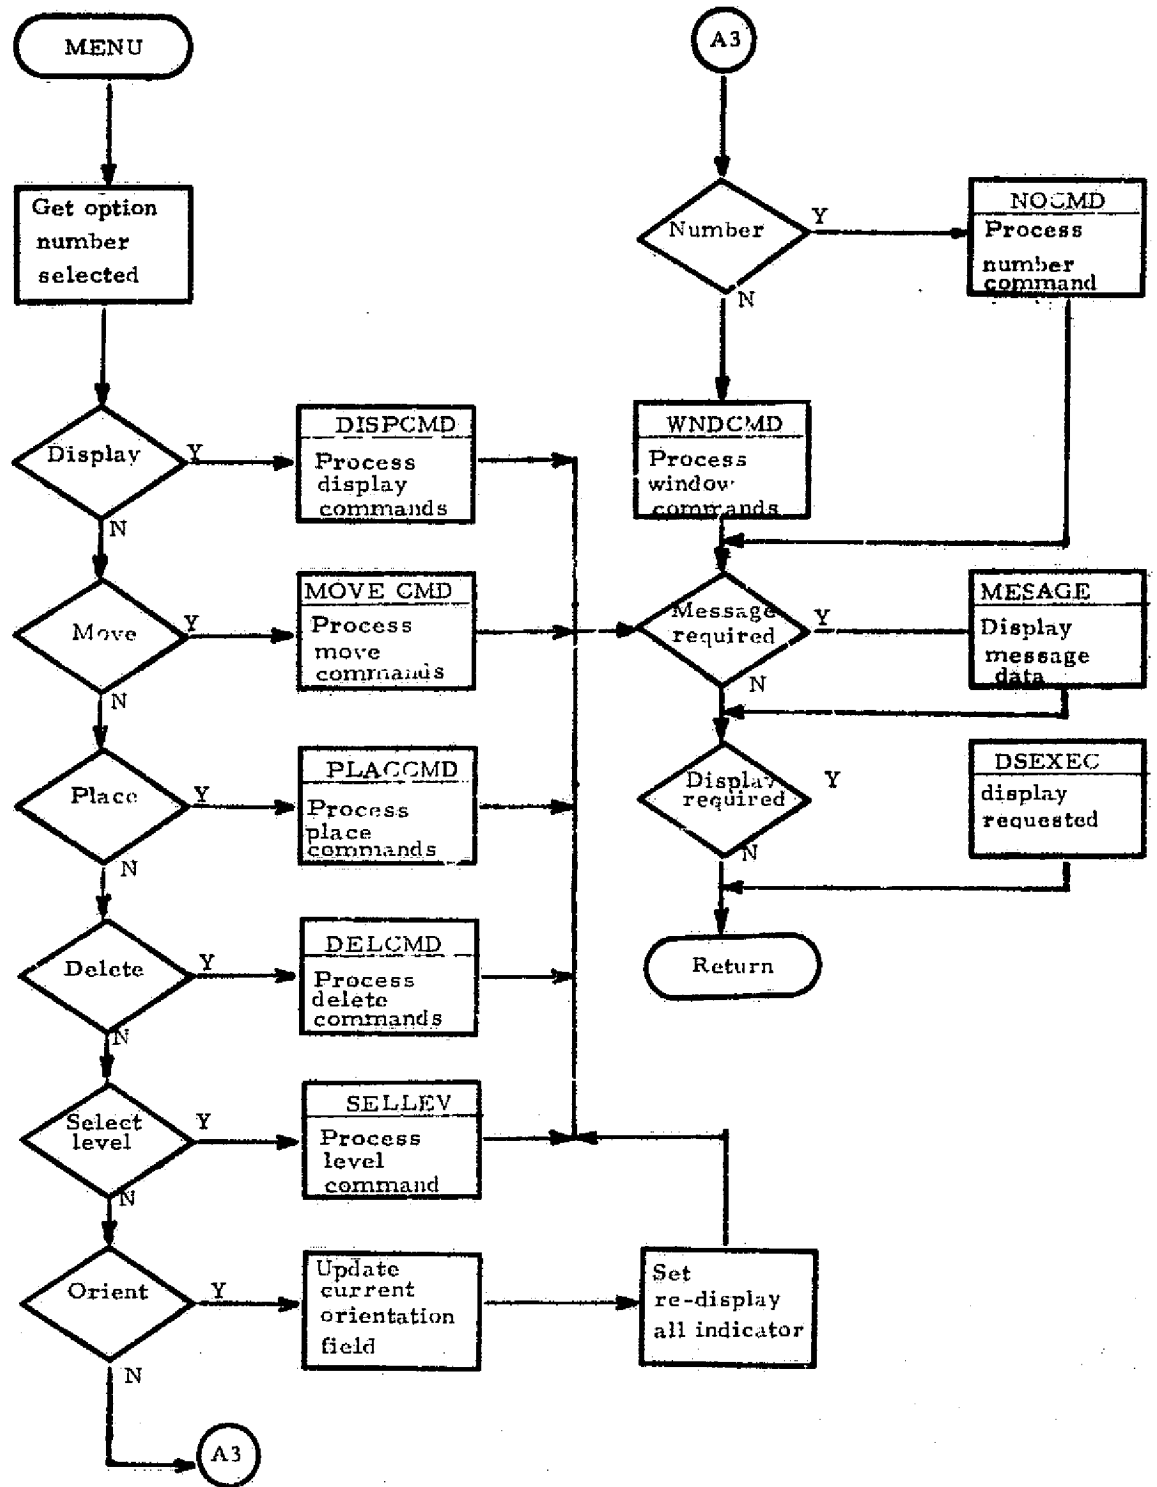 MENU
Get option
number
selected
Display
Y
N
DISPCMD
Process
display
commands
Move
Y
N
MOVE CMD
Process
move
commands
Place
Y
N
PLACCMD
Process
place
commands
Delete
Y
N
DELCMD
Process
delete
commands
Select
level
Y
N
SELLEV
Process
level
command
Orient
Y
N
Update
current
orientation
field
Set
re-display
all indicator
A3
A3
Number
Y
N
NOCMD
Process
number
command
WNDCMD
Process
window
commands
Message
required
Y
N
MESAGE
Display
message
data
Display
required
Y
N
DSEXEC
display
requested
Return